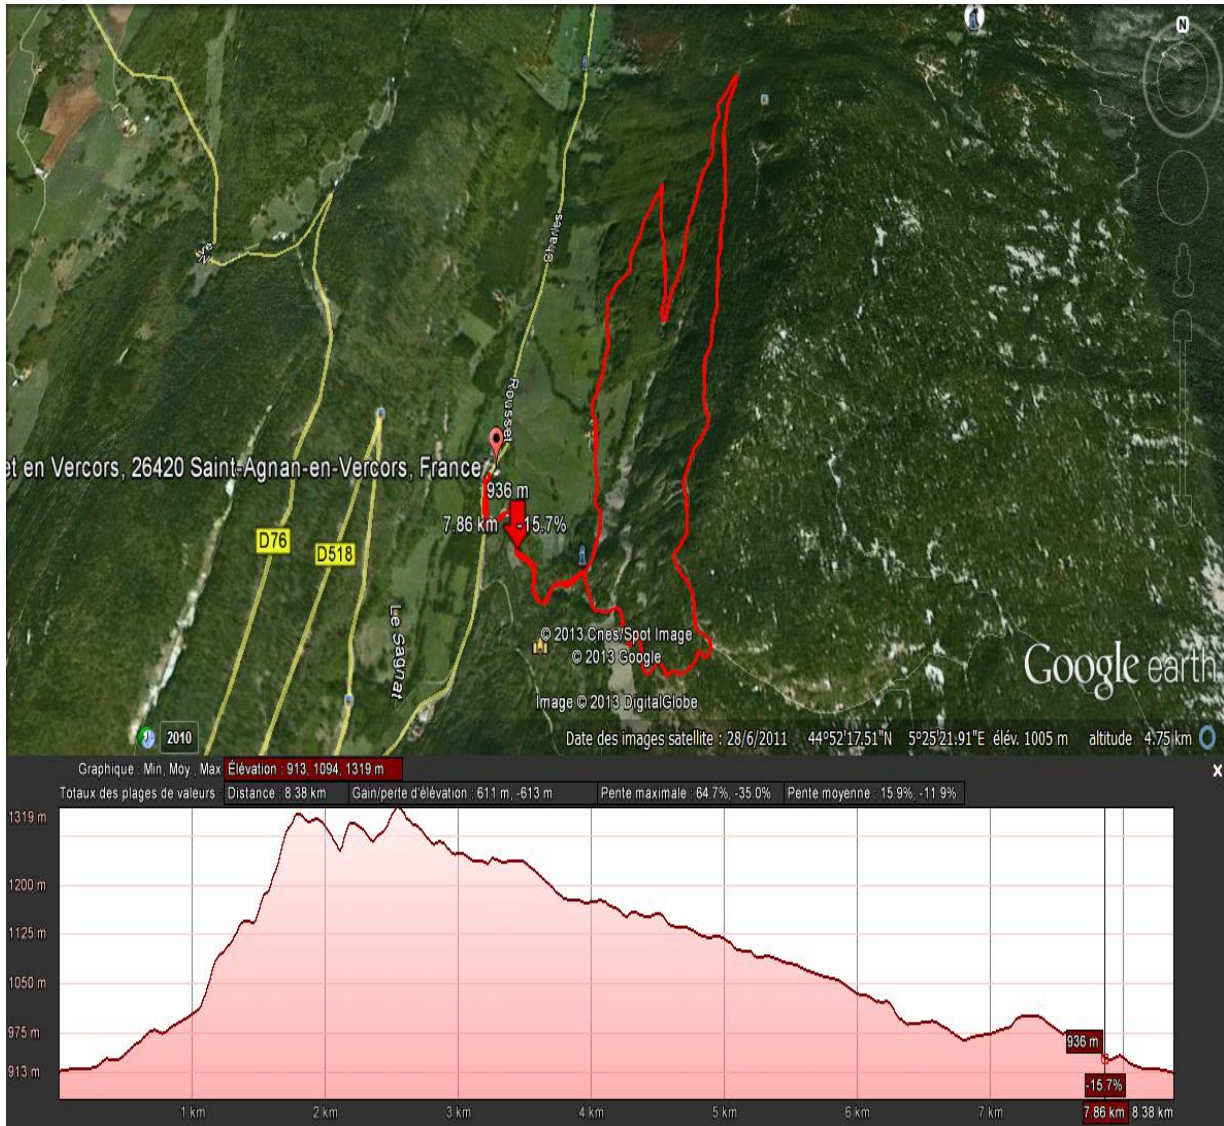 N
Nve
Charles
Rousset
et en Vercors, 26420 Saint-Agnan-en-Vercors, France
936 m
7.86 km -15.7%
D76
D518
Le Sagnat
© 2013 Cnes/Spot Image
© 2013 Google
Google earth
Image © 2013 DigitalGlobe
2010
Date des images satellite : 28/6/2011 44°52'17.51"N 5°25'21.91"E élév. 1005 m altitude 4.75 km
Graphique : Min, Moy., Max Élévation : 913, 1094, 1319 m
x
Totaux des plages de valeurs : Distance : 8.38 km Gain/perte d'élévation : 611 m, -613 m Pente maximale : 64.7%, -35.0% Pente moyenne : 15.9%, -11.9%
1319 m
1200 m
1125 m
1050 m
975 m
936 m
913 m
-15.7%
1 km 2 km 3 km 4 km 5 km 6 km 7 km 7.86 km 8.38 km